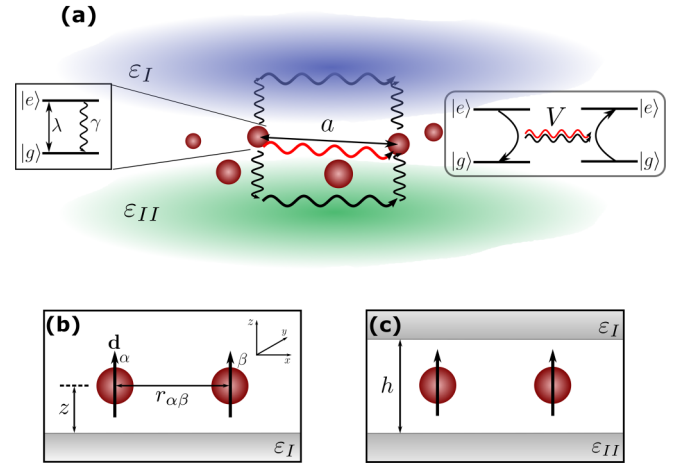 (a)
ε_I
|e⟩
λ
γ
|g⟩
a
|e⟩
V
|e⟩
|g⟩
|g⟩
ε_II
(b)
d
α
β
z
y
x
z
r_αβ
ε_I
(c)
ε_I
h
ε_II